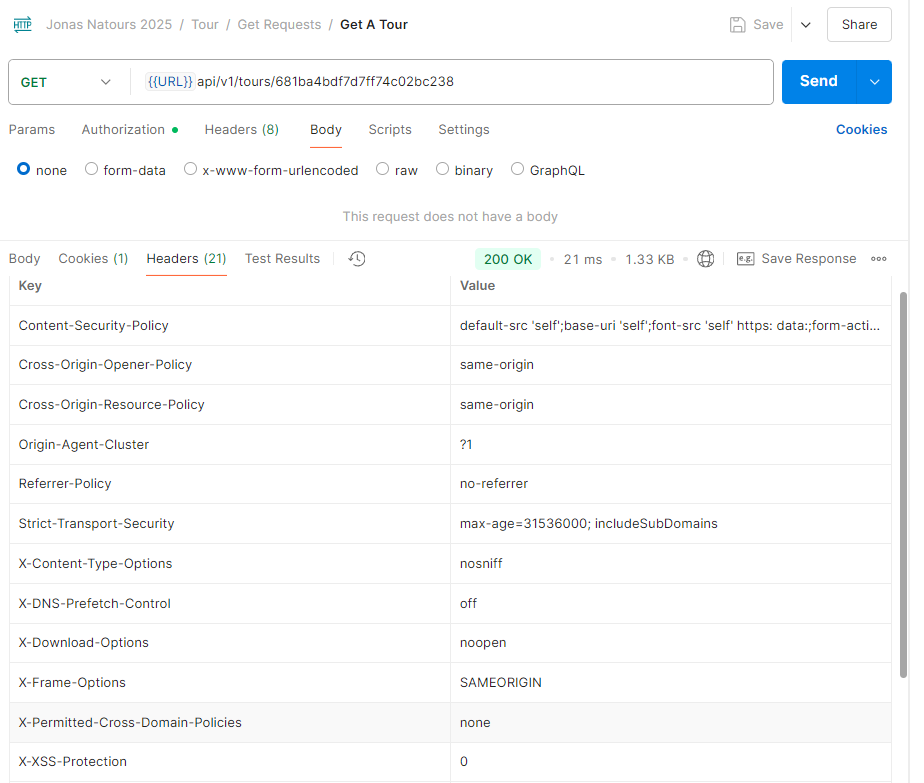 HTTP Jonas Natours 2025 / Tour / Get Requests / Get A Tour Save Share
GET {{URL}} api/v1/tours/681ba4bdf7d7ff74c02bc238 Send
Params Authorization Headers (8) Body Scripts Settings Cookies
none form-data x-www-form-urlencoded raw binary GraphQL
This request does not have a body
Body Cookies (1) Headers (21) Test Results 200 OK 21 ms 1.33 KB e.g. Save Response
Key Value
Content-Security-Policy default-src 'self';base-uri 'self';font-src 'self' https: data:;form-acti...
Cross-Origin-Opener-Policy same-origin
Cross-Origin-Resource-Policy same-origin
Origin-Agent-Cluster ?1
Referrer-Policy no-referrer
Strict-Transport-Security max-age=31536000; includeSubDomains
X-Content-Type-Options nosniff
X-DNS-Prefetch-Control off
X-Download-Options noopen
X-Frame-Options SAMEORIGIN
X-Permitted-Cross-Domain-Policies none
X-XSS-Protection 0